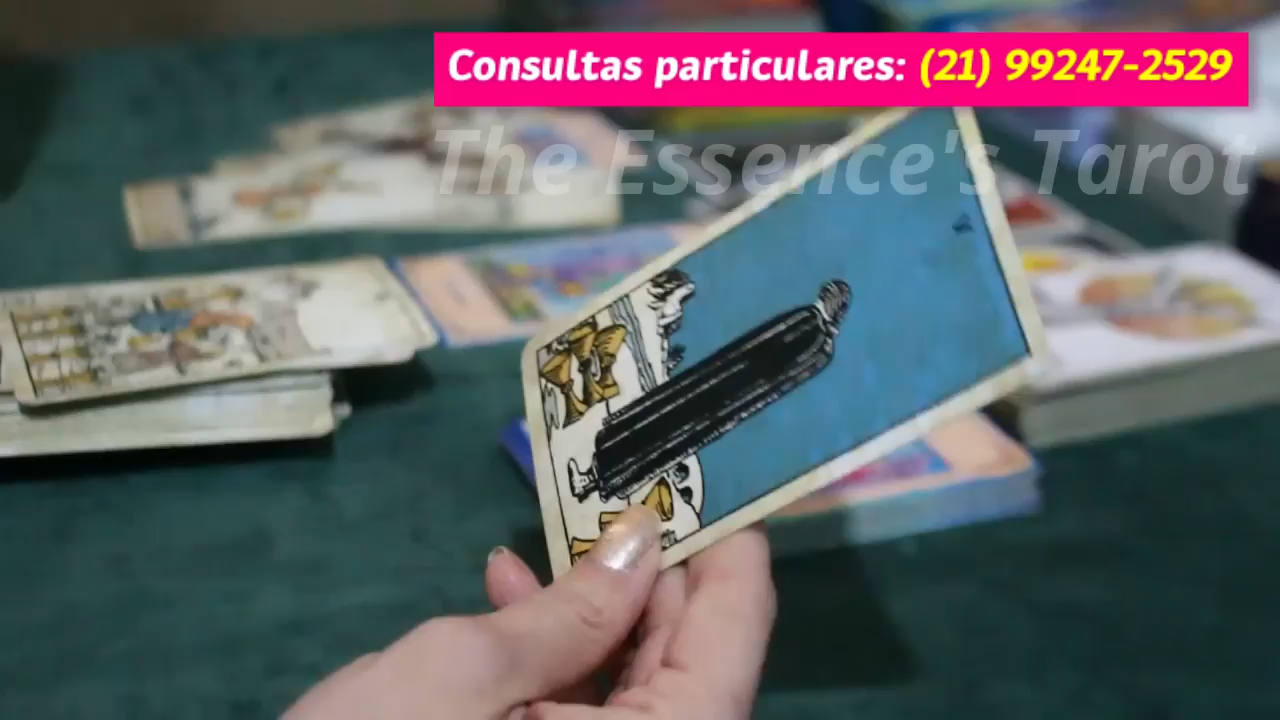 Consultas particulares: (21) 99247-2529
The Essence's Tarot
V